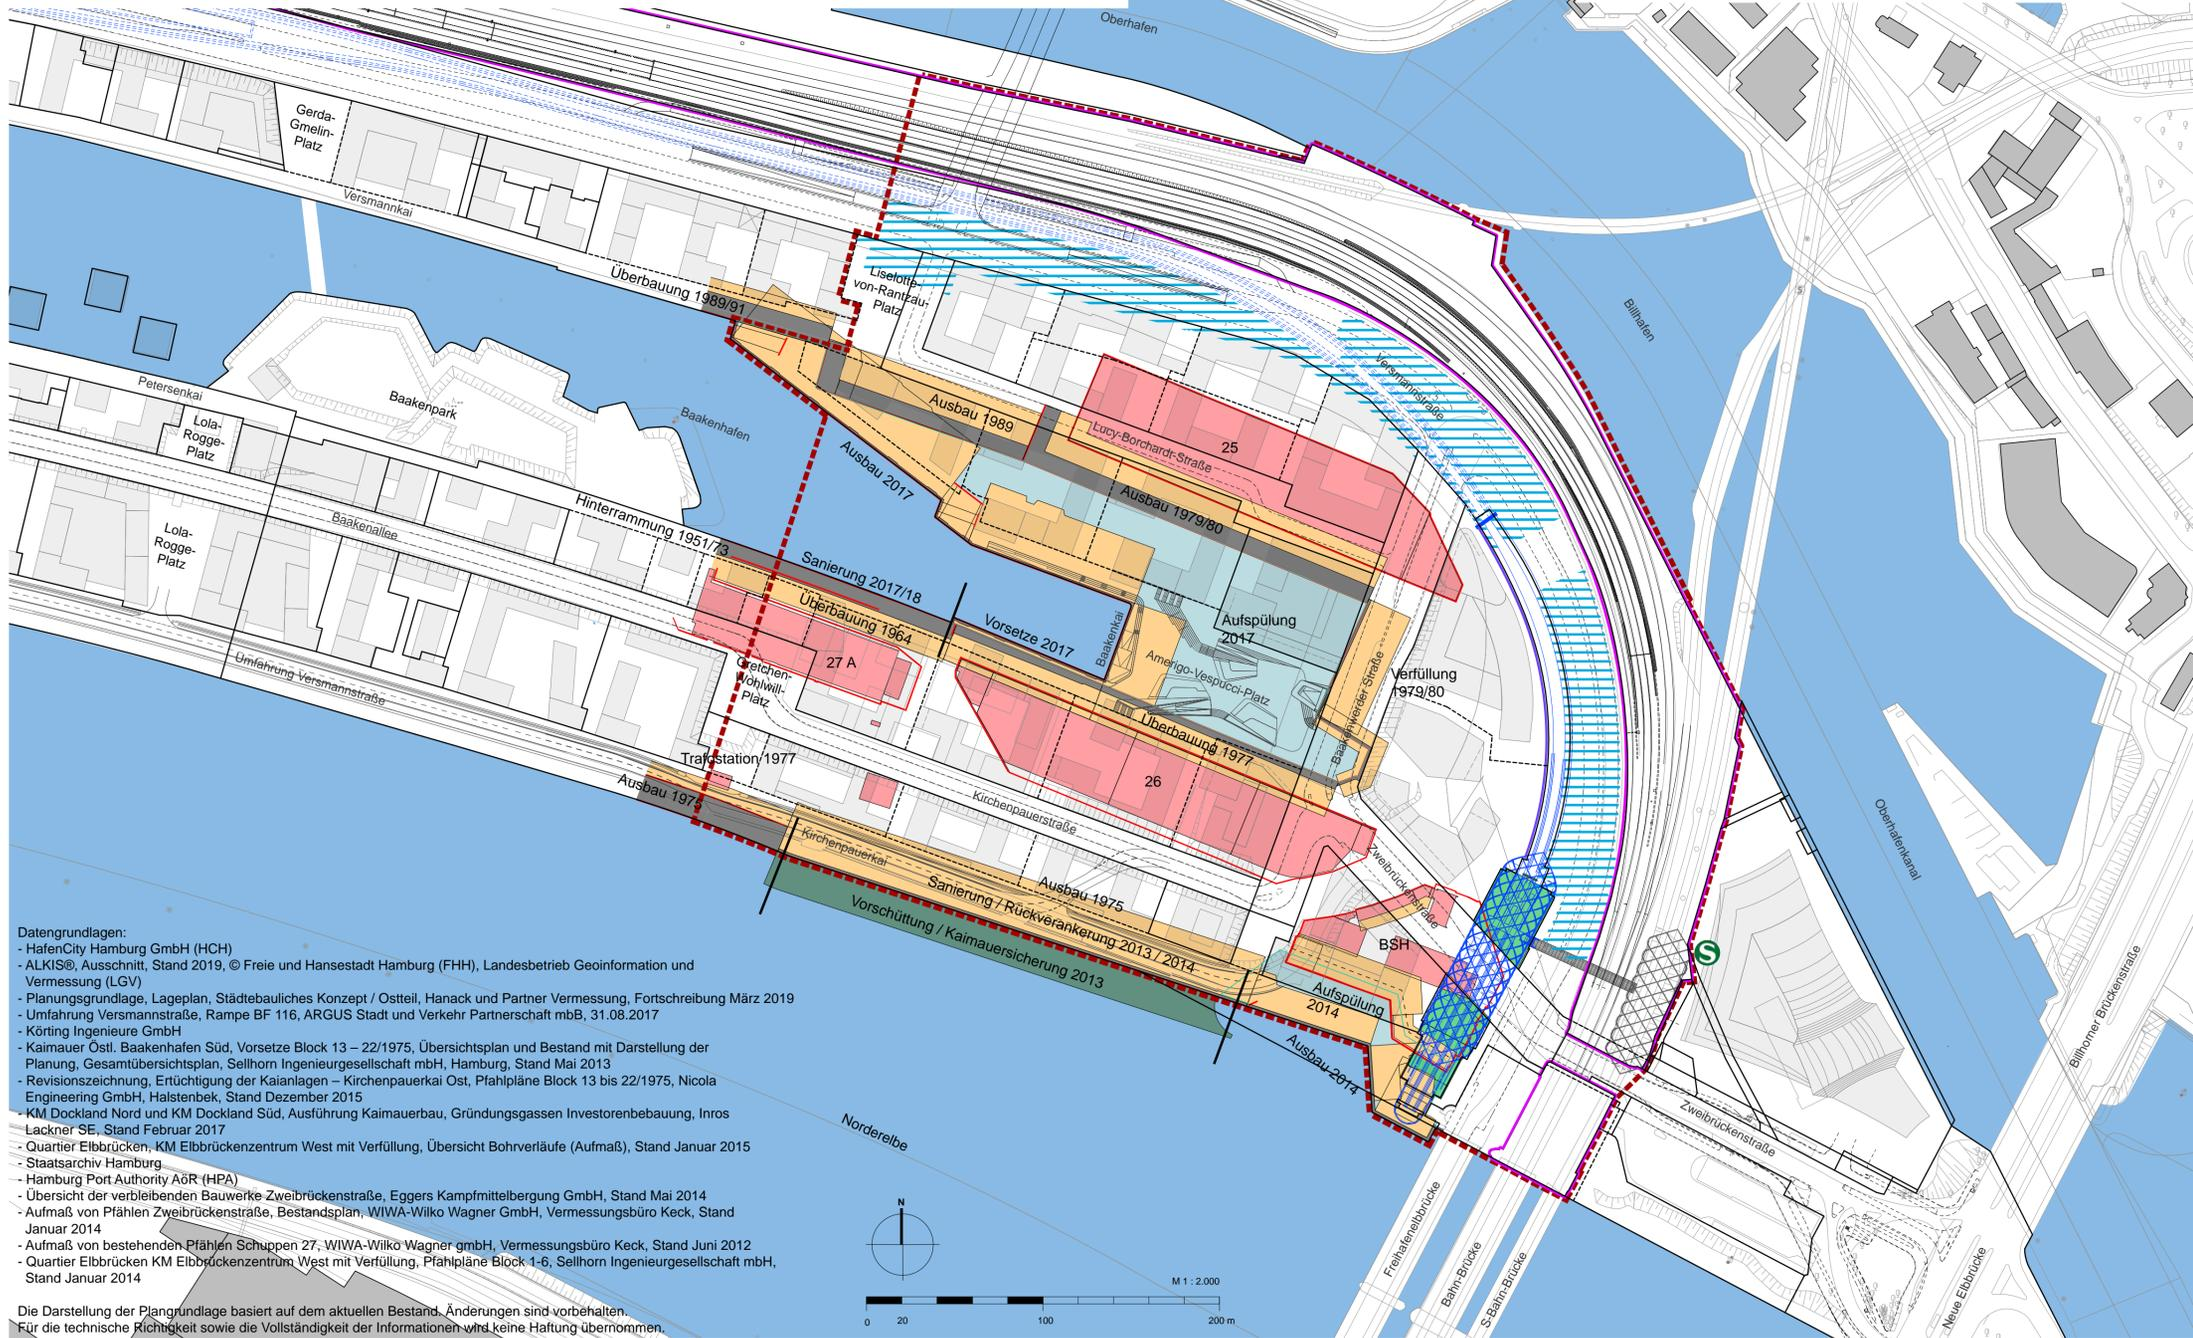 Oberhafen
Gerda-
Gmelin-
Platz
Versmannkai
Überbauung 1989/91
Liselotte-
von-Rantzau-
Platz
Billhafen
Versmannstraße
Petersenkai
Lola-
Rogge-
Platz
Baakenpark
Baakenhafen
Ausbau 1989
Lucy-Borchardt-Straße
25
Ausbau 2017
Ausbau 1979/80
Hinterrammung 1951/73
Baakenallee
Lola-
Rogge-
Platz
Sanierung 2017/18
Überbauung 1964
Vorsetze 2017
Baakenkai
Aufspülung
2017
Amerigo-Vespucci-Platz
Baakenwerder Straße
Verfüllung
1979/80
27 A
Gretchen-
Wohlwill-
Platz
Umfahrung Versmannstraße
Überbauung 1977
Trafostation 1977
26
Ausbau 1975
Kirchenpauerstraße
Kirchenpauerkai
Zweibrückenstraße
Oberhafenkanal
Ausbau 1975
Sanierung / Rückverankerung 2013 / 2014
Vorschüttung / Kaimauersicherung 2013
BSH
S
Aufspülung
2014
Ausbau 2014
Billhorner Brückenstraße
Zweibrückenstraße
Norderelbe
Freihafenelbbrücke
Bahn-Brücke
S-Bahn-Brücke
Neue Elbbrücke
Datengrundlagen:
- HafenCity Hamburg GmbH (HCH)
- ALKIS®, Ausschnitt, Stand 2019, © Freie und Hansestadt Hamburg (FHH), Landesbetrieb Geoinformation und
Vermessung (LGV)
- Planungsgrundlage, Lageplan, Städtebauliches Konzept / Ostteil, Hanack und Partner Vermessung, Fortschreibung März 2019
- Umfahrung Versmannstraße, Rampe BF 116, ARGUS Stadt und Verkehr Partnerschaft mbB, 31.08.2017
- Körting Ingenieure GmbH
- Kaimauer Östl. Baakenhafen Süd, Vorsetze Block 13 – 22/1975, Übersichtsplan und Bestand mit Darstellung der
Planung, Gesamtübersichtsplan, Sellhorn Ingenieurgesellschaft mbH, Hamburg, Stand Mai 2013
- Revisionszeichnung, Ertüchtigung der Kaianlagen – Kirchenpauerkai Ost, Pfahlpläne Block 13 bis 22/1975, Nicola
Engineering GmbH, Halstenbek, Stand Dezember 2015
- KM Dockland Nord und KM Dockland Süd, Ausführung Kaimauerbau, Gründungsgassen Investorenbebauung, Inros
Lackner SE, Stand Februar 2017
- Quartier Elbbrücken, KM Elbbrückenzentrum West mit Verfüllung, Übersicht Bohrverläufe (Aufmaß), Stand Januar 2015
- Staatsarchiv Hamburg
- Hamburg Port Authority AöR (HPA)
- Übersicht der verbleibenden Bauwerke Zweibrückenstraße, Eggers Kampfmittelbergung GmbH, Stand Mai 2014
- Aufmaß von Pfählen Zweibrückenstraße, Bestandsplan, WIWA-Wilko Wagner GmbH, Vermessungsbüro Keck, Stand
Januar 2014
- Aufmaß von bestehenden Pfählen Schuppen 27, WIWA-Wilko Wagner gmbH, Vermessungsbüro Keck, Stand Juni 2012
- Quartier Elbbrücken KM Elbbrückenzentrum West mit Verfüllung, Pfahlpläne Block 1-6, Sellhorn Ingenieurgesellschaft mbH,
Stand Januar 2014
Die Darstellung der Plangrundlage basiert auf dem aktuellen Bestand. Änderungen sind vorbehalten.
Für die technische Richtigkeit sowie die Vollständigkeit der Informationen wird keine Haftung übernommen.
N
M 1 : 2.000
0 20 100 200 m